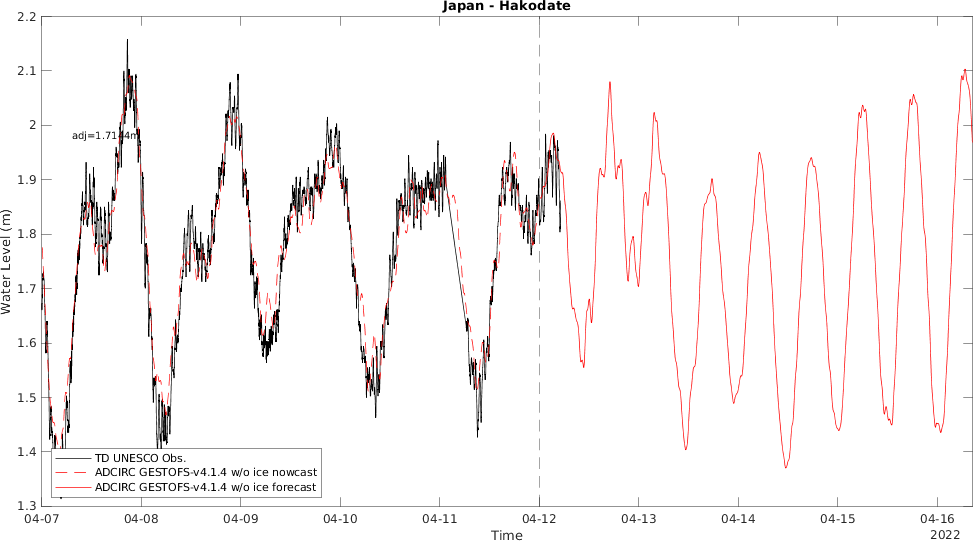 Japan - Hakodate
2.2
2.1
2
1.9
1.8
1.7
1.6
1.5
1.4
1.3
Water Level (m)
adj=1.7144m
TD UNESCO Obs.
ADCIRC GESTOFS-v4.1.4 w/o ice nowcast
ADCIRC GESTOFS-v4.1.4 w/o ice forecast
04-07 04-08 04-09 04-10 04-11 04-12 04-13 04-14 04-15 04-16
Time
2022